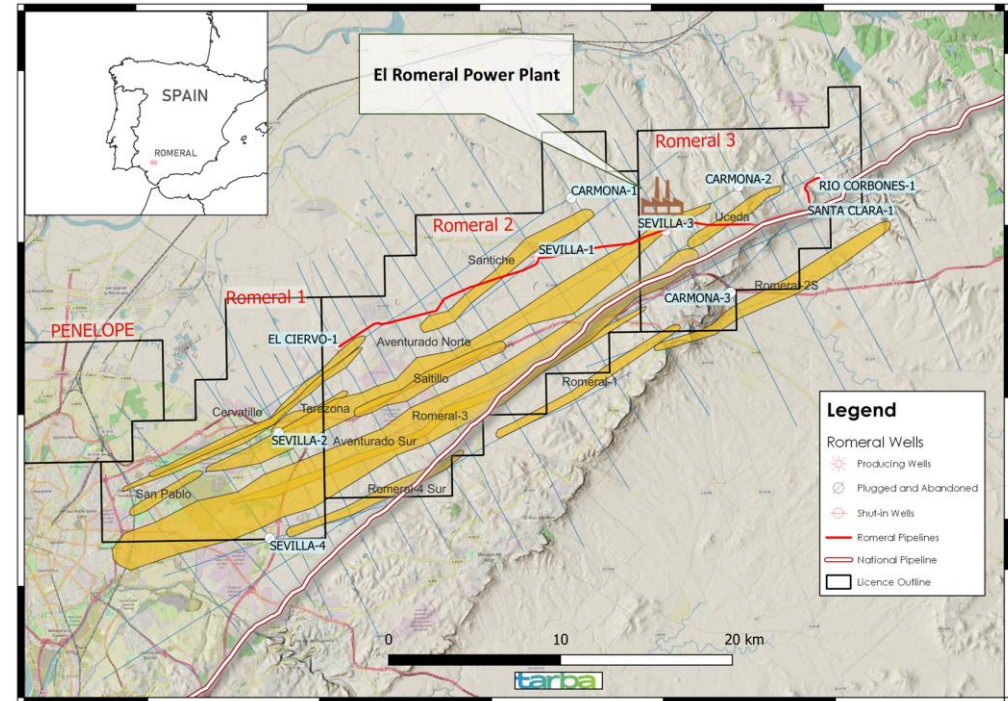 SPAIN
ROMERAL
El Romeral Power Plant
Romeral 3
CARMONA-1
CARMONA-2
RIO CORBONES-1
SANTA CLARA-1
Uceda
SEVILLA-3
Romeral 2
SEVILLA-1
Santiche
Romeral-2S
CARMONA-3
Romeral 1
PENELOPE
EL CIERVO-1
Aventurado Norte
Saltillo
Romeral-1
Cervatillo
Tarazona
Romeral-3
SEVILLA-2
Aventurado Sur
San Pablo
Romeral-4 Sur
SEVILLA-4
Legend
Romeral Wells
Producing Wells
Plugged and Abandoned
Shut-in Wells
Romeral Pipelines
National Pipeline
Licence Outline
0 10 20 km
tarba